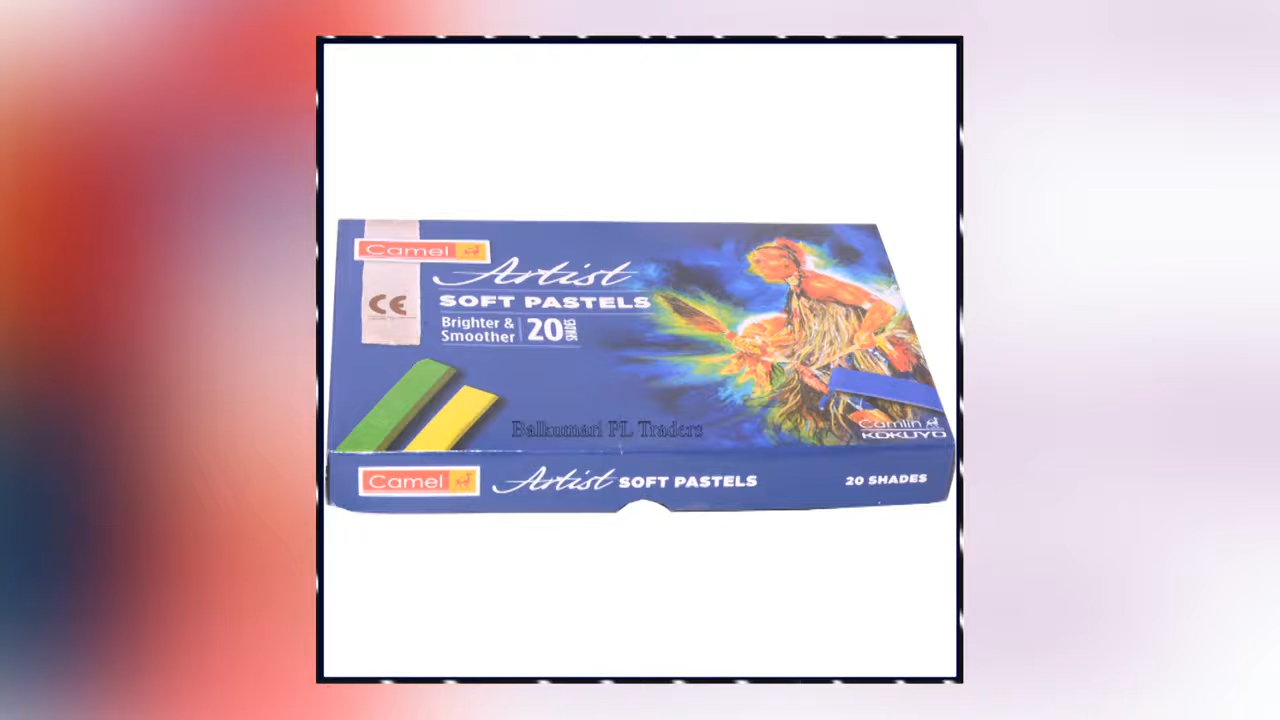 Camel
Artist
SOFT PASTELS
Brighter &
Smoother
20
SHADES
CE
Balkumari PL Traders
Camlin
KOKUYO
Camel
Artist SOFT PASTELS
20 SHADES